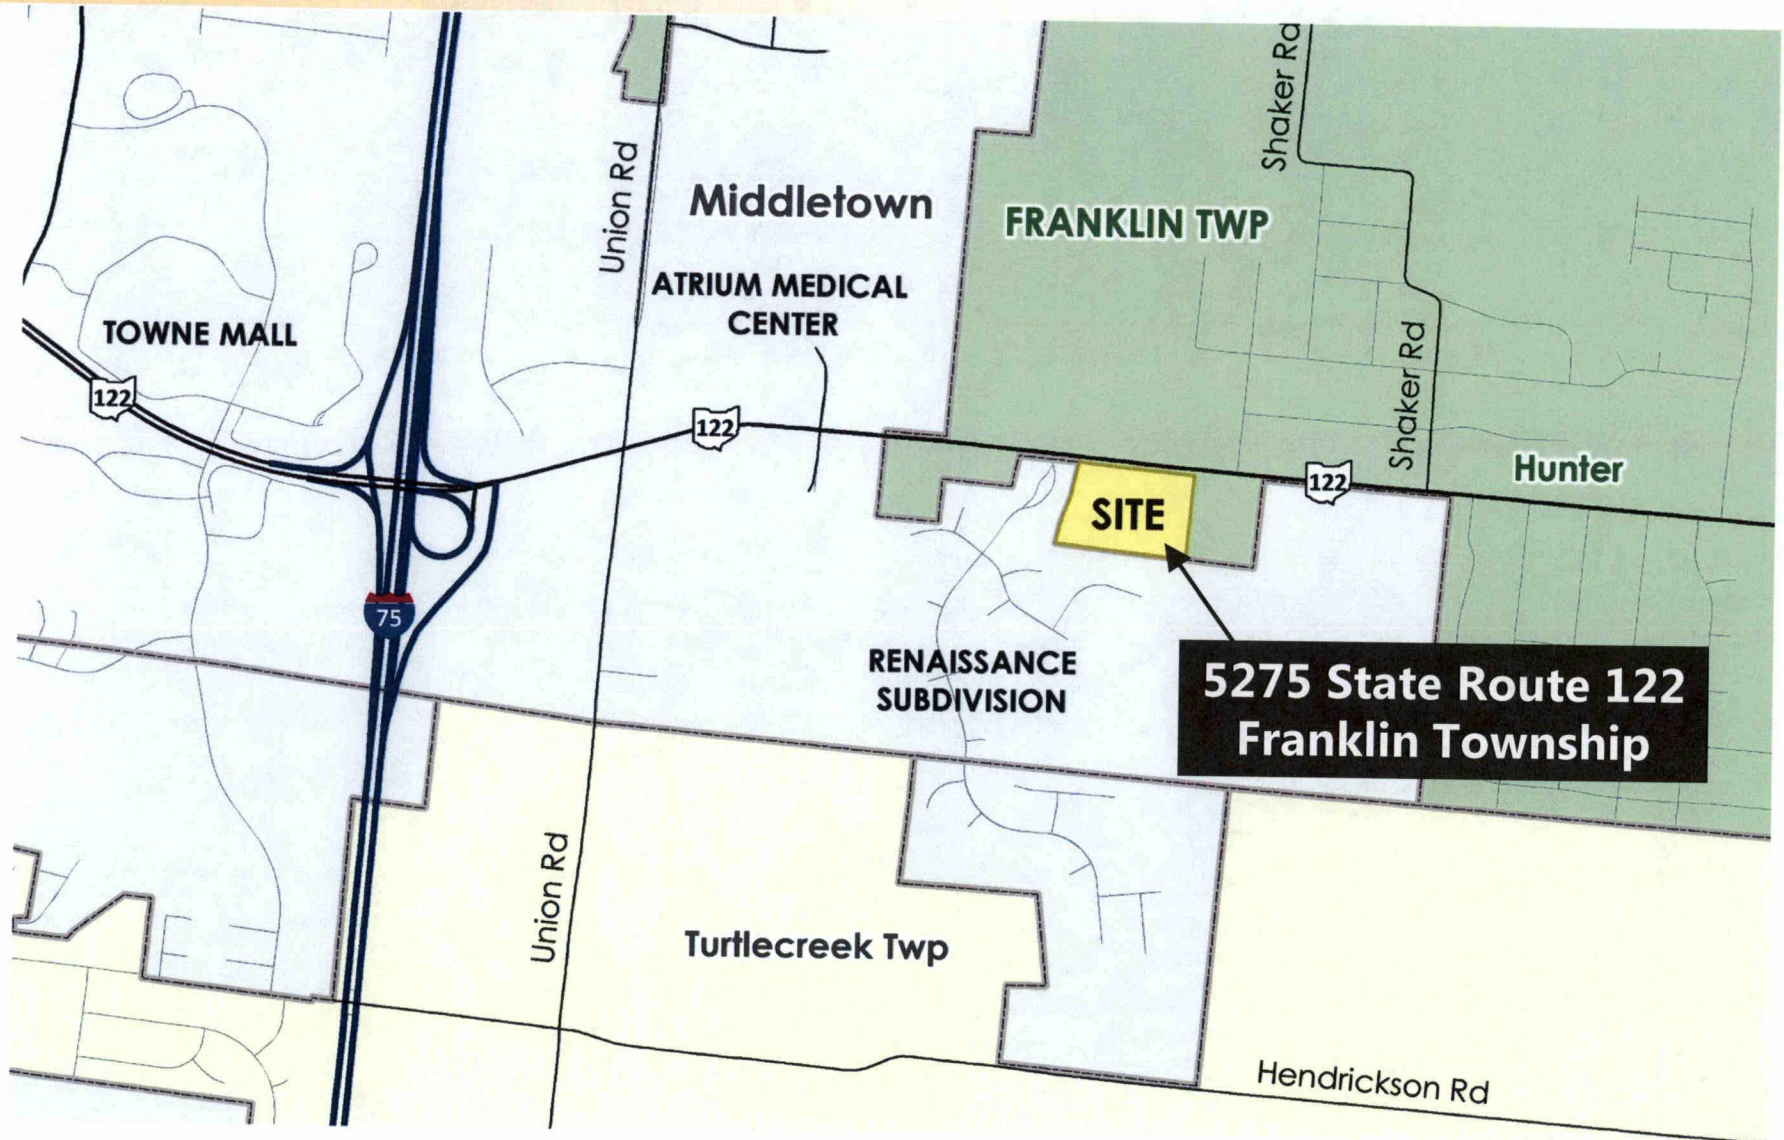 Shaker Rd
Union Rd
Middletown
FRANKLIN TWP
ATRIUM MEDICAL
CENTER
TOWNE MALL
122
122
Shaker Rd
Hunter
122
SITE
75
RENAISSANCE
SUBDIVISION
5275 State Route 122
Franklin Township
Union Rd
Turtlecreek Twp
Hendrickson Rd